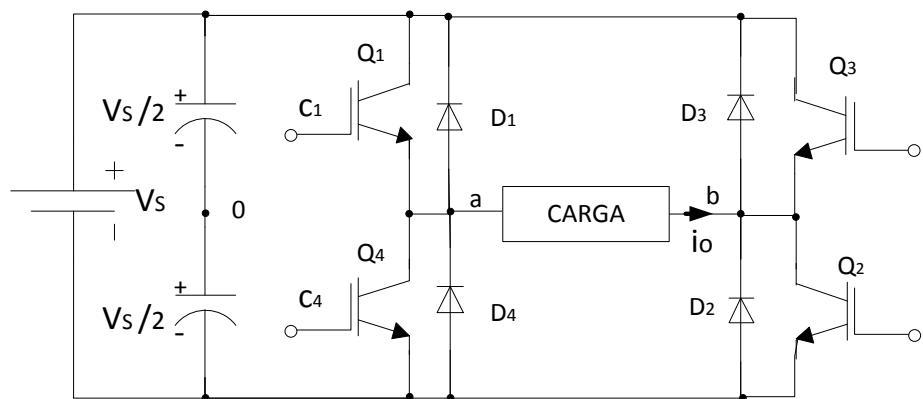 Q1
Q3
VS/2
+
-
C1
D1
D3
+
VS
-
0
a
CARGA
b
io
Q4
Q2
VS/2
+
-
C4
D4
D2